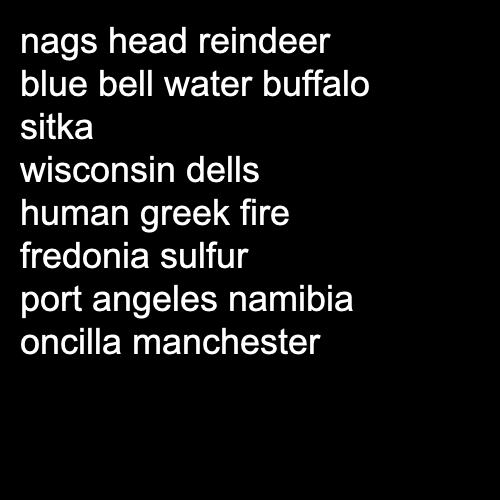 nags head reindeer
blue bell water buffalo
sitka
wisconsin dells
human greek fire
fredonia sulfur
port angeles namibia
oncilla manchester